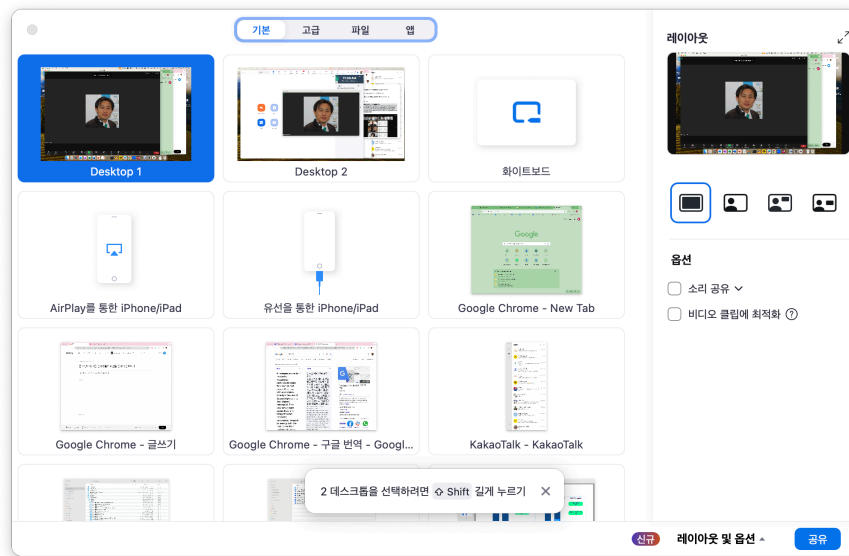 기본 고급 파일 앱
레이아웃
Desktop 1 Desktop 2 화이트보드
옵션
소리 공유
AirPlay를 통한 iPhone/iPad 유선을 통한 iPhone/iPad Google Chrome - New Tab
비디오 클립에 최적화 ?
Google
Google Chrome - 글쓰기 Google Chrome - 구글 번역 - Googl... KakaoTalk - KakaoTalk
2 데스크톱을 선택하려면 Shift 길게 누르기
신규 레이아웃 및 옵션 공유